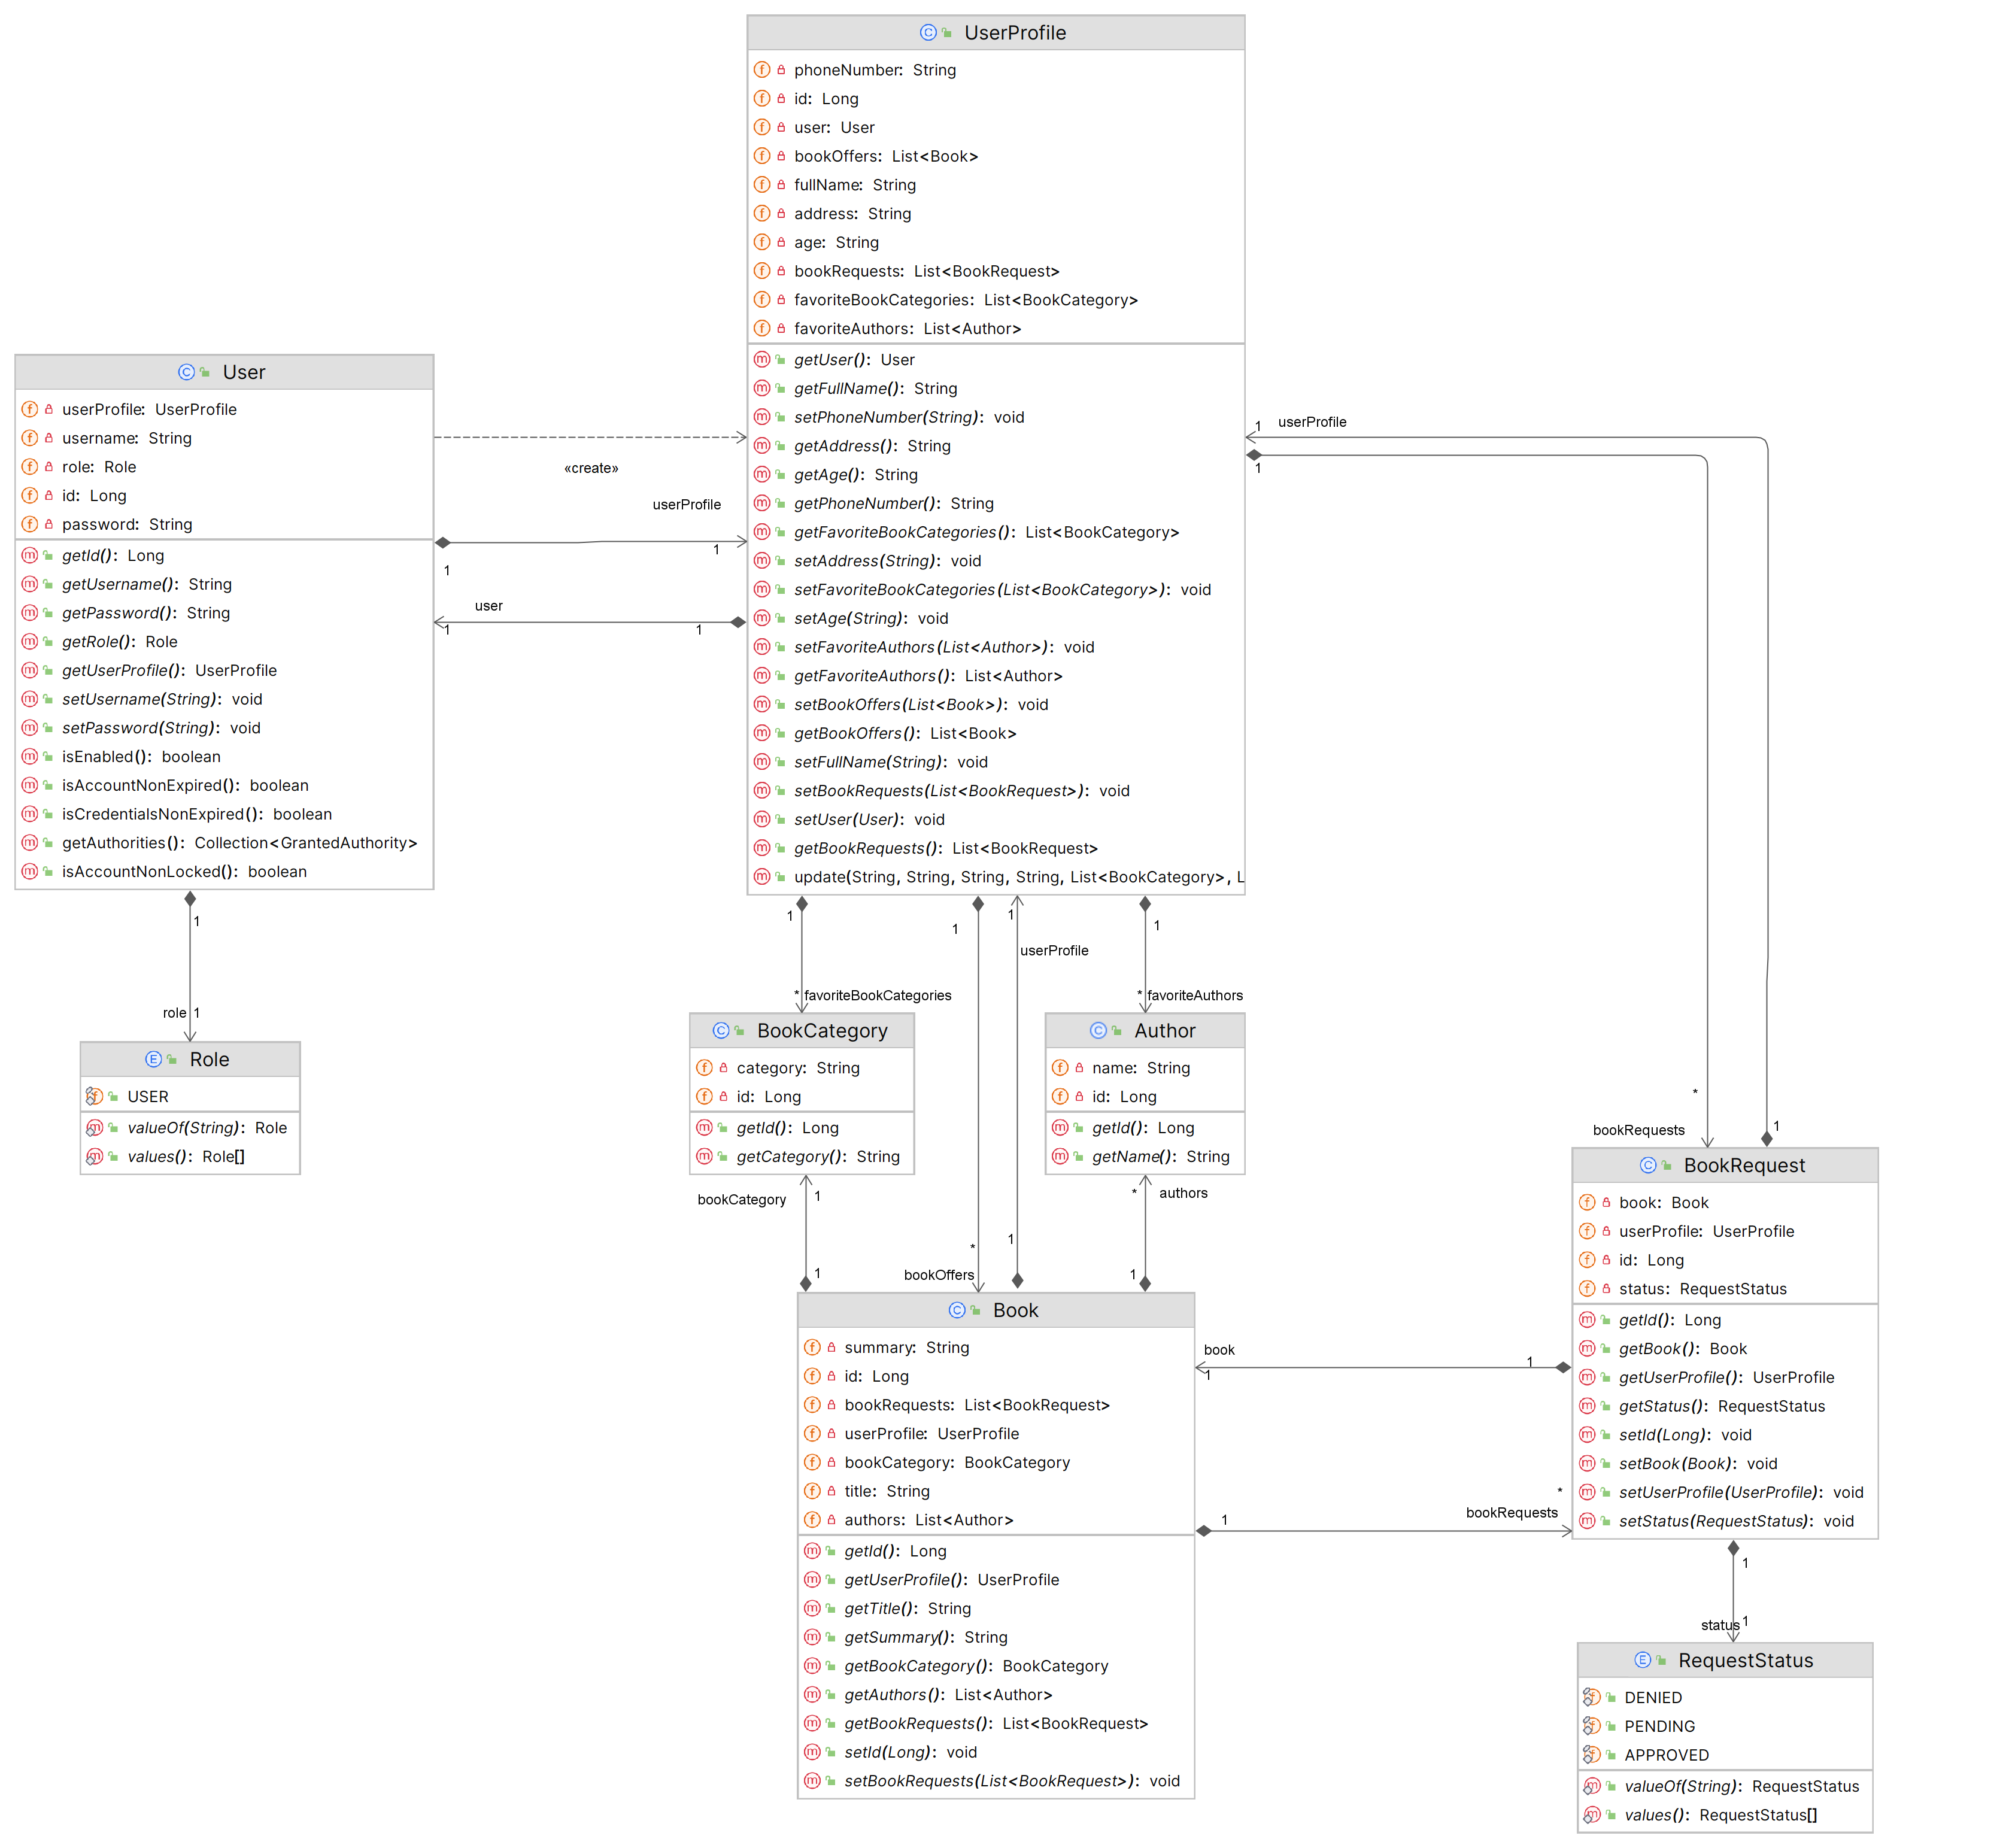 UserProfile
phoneNumber: String
id: Long
user: User
bookOffers: List<Book>
fullName: String
address: String
age: String
bookRequests: List<BookRequest>
favoriteBookCategories: List<BookCategory>
favoriteAuthors: List<Author>
getUser(): User
getFullName(): String
setPhoneNumber(String): void
getAddress(): String
getAge(): String
getPhoneNumber(): String
getFavoriteBookCategories(): List<BookCategory>
setAddress(String): void
setFavoriteBookCategories(List<BookCategory>): void
setAge(String): void
setFavoriteAuthors(List<Author>): void
getFavoriteAuthors(): List<Author>
setBookOffers(List<Book>): void
getBookOffers(): List<Book>
setFullName(String): void
setBookRequests(List<BookRequest>): void
setUser(User): void
getBookRequests(): List<BookRequest>
update(String, String, String, String, List<BookCategory>, L
User
userProfile: UserProfile
username: String
role: Role
id: Long
password: String
getId(): Long
getUsername(): String
getPassword(): String
getRole(): Role
getUserProfile(): UserProfile
setUsername(String): void
setPassword(String): void
isEnabled(): boolean
isAccountNonExpired(): boolean
isCredentialsNonExpired(): boolean
getAuthorities(): Collection<GrantedAuthority>
isAccountNonLocked(): boolean
«create»
userProfile
1
1
user
1
1
1 userProfile
1
1
role 1
1
* favoriteBookCategories
1
1
userProfile
1
* favoriteAuthors
Role
USER
valueOf(String): Role
values(): Role[]
BookCategory
category: String
id: Long
getId(): Long
getCategory(): String
Author
name: String
id: Long
getId(): Long
getName(): String
*
bookRequests
1
bookCategory 1
1
*
bookOffers
1
* authors
1
BookRequest
book: Book
userProfile: UserProfile
id: Long
status: RequestStatus
getId(): Long
getBook(): Book
getUserProfile(): UserProfile
getStatus(): RequestStatus
setId(Long): void
setBook(Book): void
setUserProfile(UserProfile): void
setStatus(RequestStatus): void
Book
summary: String
id: Long
bookRequests: List<BookRequest>
userProfile: UserProfile
bookCategory: BookCategory
title: String
authors: List<Author>
getId(): Long
getUserProfile(): UserProfile
getTitle(): String
getSummary(): String
getBookCategory(): BookCategory
getAuthors(): List<Author>
getBookRequests(): List<BookRequest>
setId(Long): void
setBookRequests(List<BookRequest>): void
book
1
1
*
bookRequests
1
1
status 1
RequestStatus
DENIED
PENDING
APPROVED
valueOf(String): RequestStatus
values(): RequestStatus[]